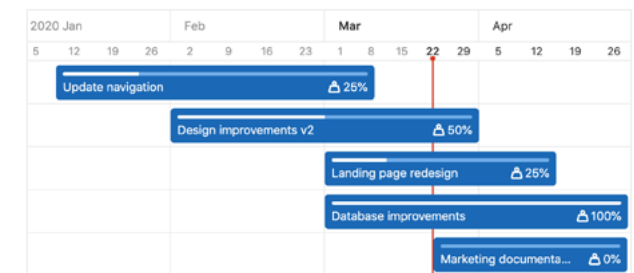 2020 Jan Feb Mar Apr
5 12 19 26 2 9 16 23 1 8 15 22 29 5 12 19 26
Update navigation 25%
Design improvements v2 50%
Landing page redesign 25%
Database improvements 100%
Marketing documenta... 0%